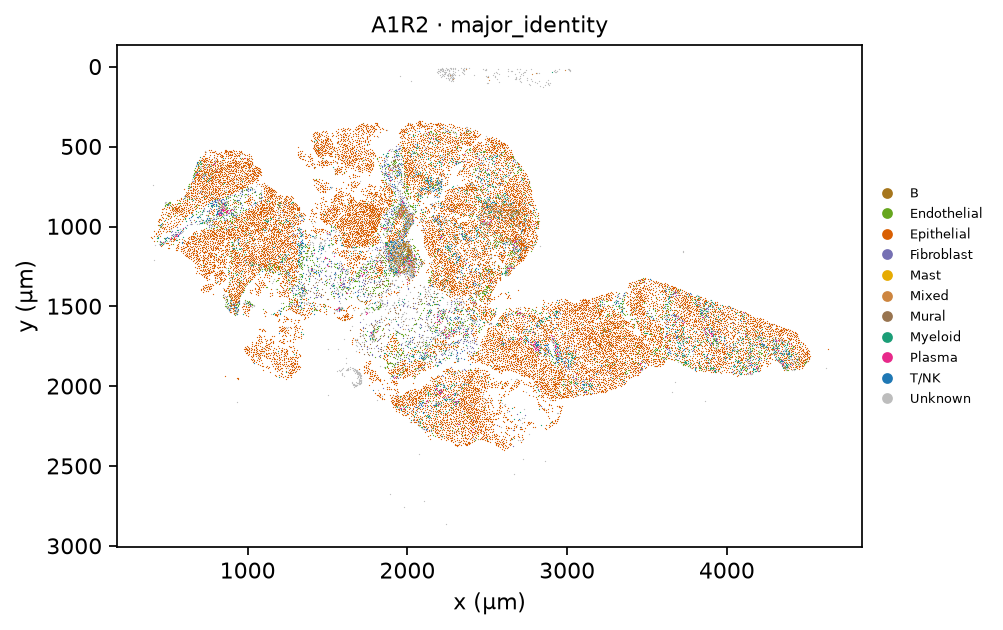 A1R2 · major_identity
0
500
1000
1500
2000
2500
3000
y (μm)
1000
2000
3000
4000
x (μm)
B
Endothelial
Epithelial
Fibroblast
Mast
Mixed
Mural
Myeloid
Plasma
T/NK
Unknown